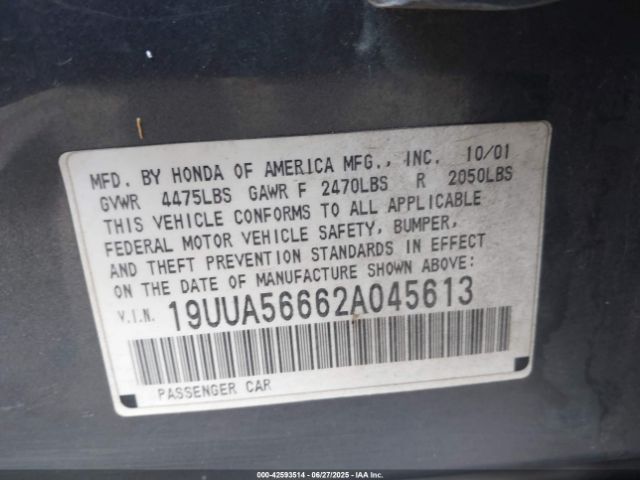 MFD. BY HONDA OF AMERICA MFG., INC. 10/01
GVWR 4475LBS GAWR F 2470LBS R 2050LBS
THIS VEHICLE CONFORMS TO ALL APPLICABLE
FEDERAL MOTOR VEHICLE SAFETY, BUMPER,
AND THEFT PREVENTION STANDARDS IN EFFECT
ON THE DATE OF MANUFACTURE SHOWN ABOVE:
V.I.N. 19UUA56662A045613
PASSENGER CAR
000-42593514 | 06/27/2025 | IAA Inc.